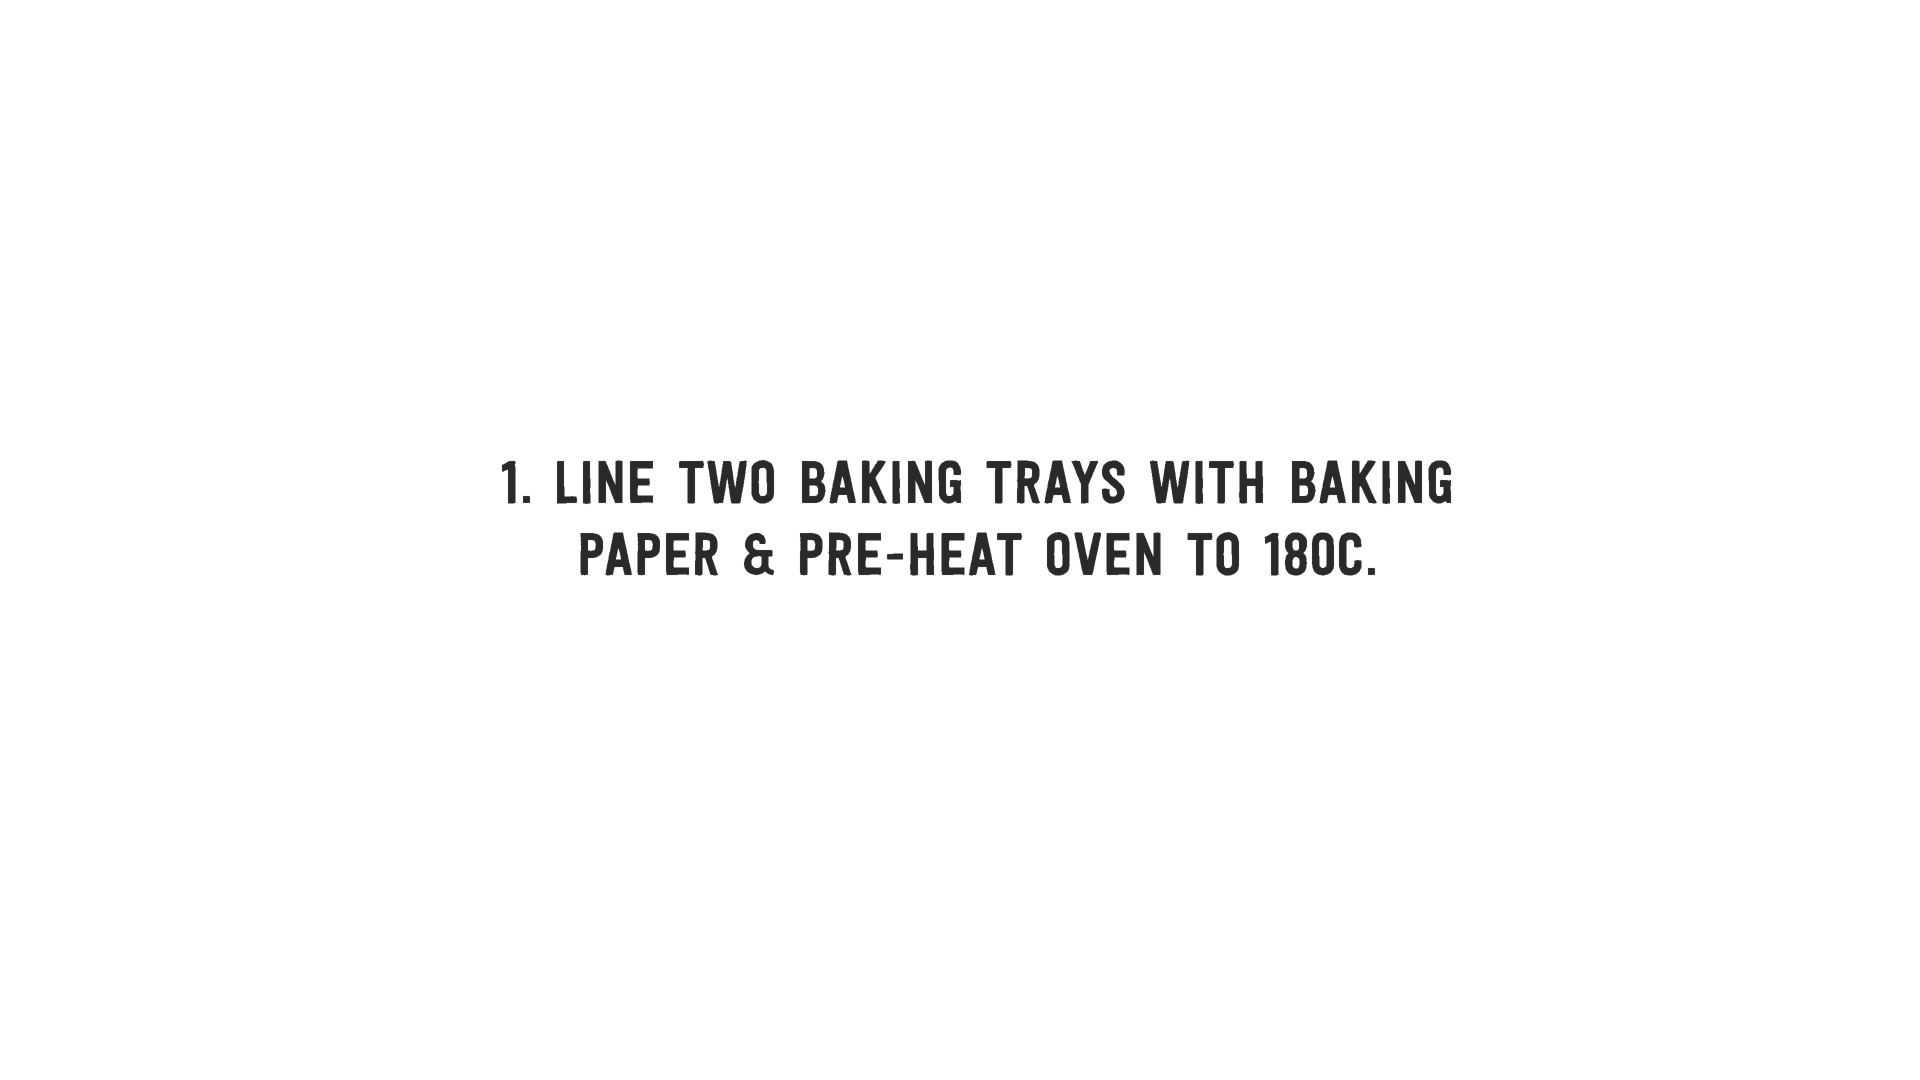 1. LINE TWO BAKING TRAYS WITH BAKING
PAPER & PRE-HEAT OVEN TO 180C.